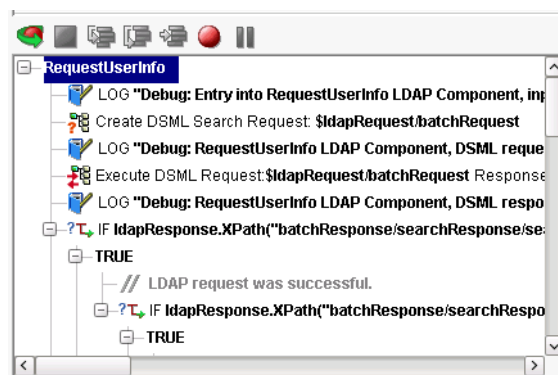 RequestUserInfo
LOG "Debug: Entry into RequestUserInfo LDAP Component, inp
Create DSML Search Request: $ldapRequest/batchRequest
LOG "Debug: RequestUserInfo LDAP Component, DSML reque
Execute DSML Request:$ldapRequest/batchRequest Response
LOG "Debug: RequestUserInfo LDAP Component, DSML respo
IF ldapResponse.XPath("batchResponse/searchResponse/se
TRUE
// LDAP request was successful.
IF ldapResponse.XPath("batchResponse/searchRespo
TRUE